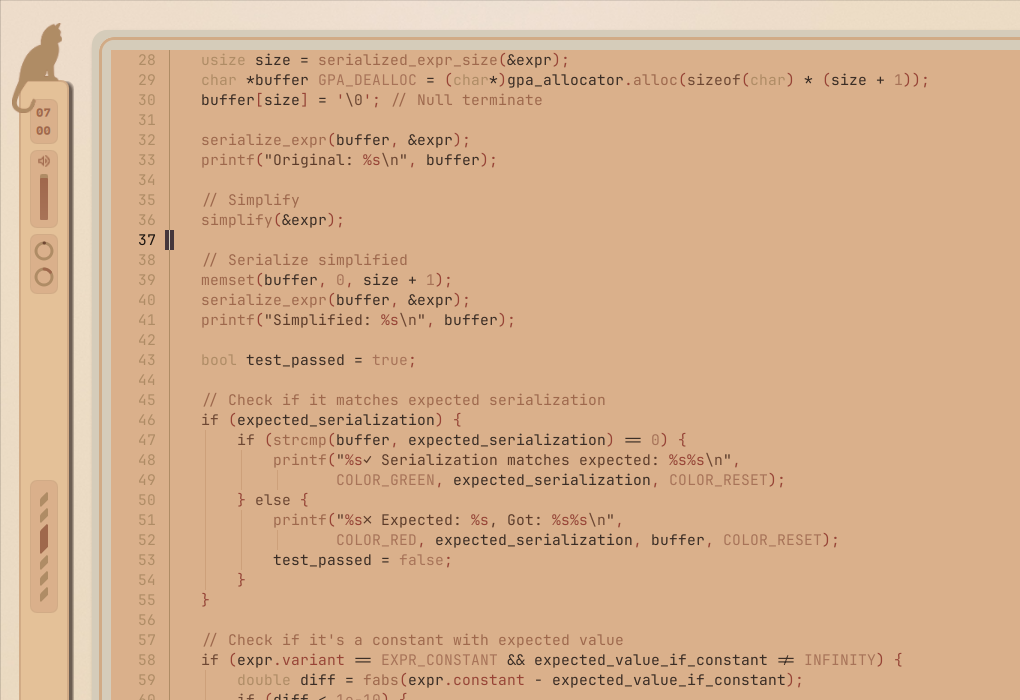 07
00
28 usize size = serialized_expr_size(&expr);
29 char *buffer GPA_DEALLOC = (char*)gpa_allocator.alloc(sizeof(char) * (size + 1));
30 buffer[size] = '\0'; // Null terminate
31
32 serialize_expr(buffer, &expr);
33 printf("Original: %s\n", buffer);
34
35 // Simplify
36 simplify(&expr);
37
38 // Serialize simplified
39 memset(buffer, 0, size + 1);
40 serialize_expr(buffer, &expr);
41 printf("Simplified: %s\n", buffer);
42
43 bool test_passed = true;
44
45 // Check if it matches expected serialization
46 if (expected_serialization) {
47 if (strcmp(buffer, expected_serialization) == 0) {
48 printf("%s✓ Serialization matches expected: %s%s\n",
49 COLOR_GREEN, expected_serialization, COLOR_RESET);
50 } else {
51 printf("%s✗ Expected: %s, Got: %s%s\n",
52 COLOR_RED, expected_serialization, buffer, COLOR_RESET);
53 test_passed = false;
54 }
55 }
56
57 // Check if it's a constant with expected value
58 if (expr.variant == EXPR_CONSTANT && expected_value_if_constant != INFINITY) {
59 double diff = fabs(expr.constant - expected_value_if_constant);
60 if (diff < 1e-10) {